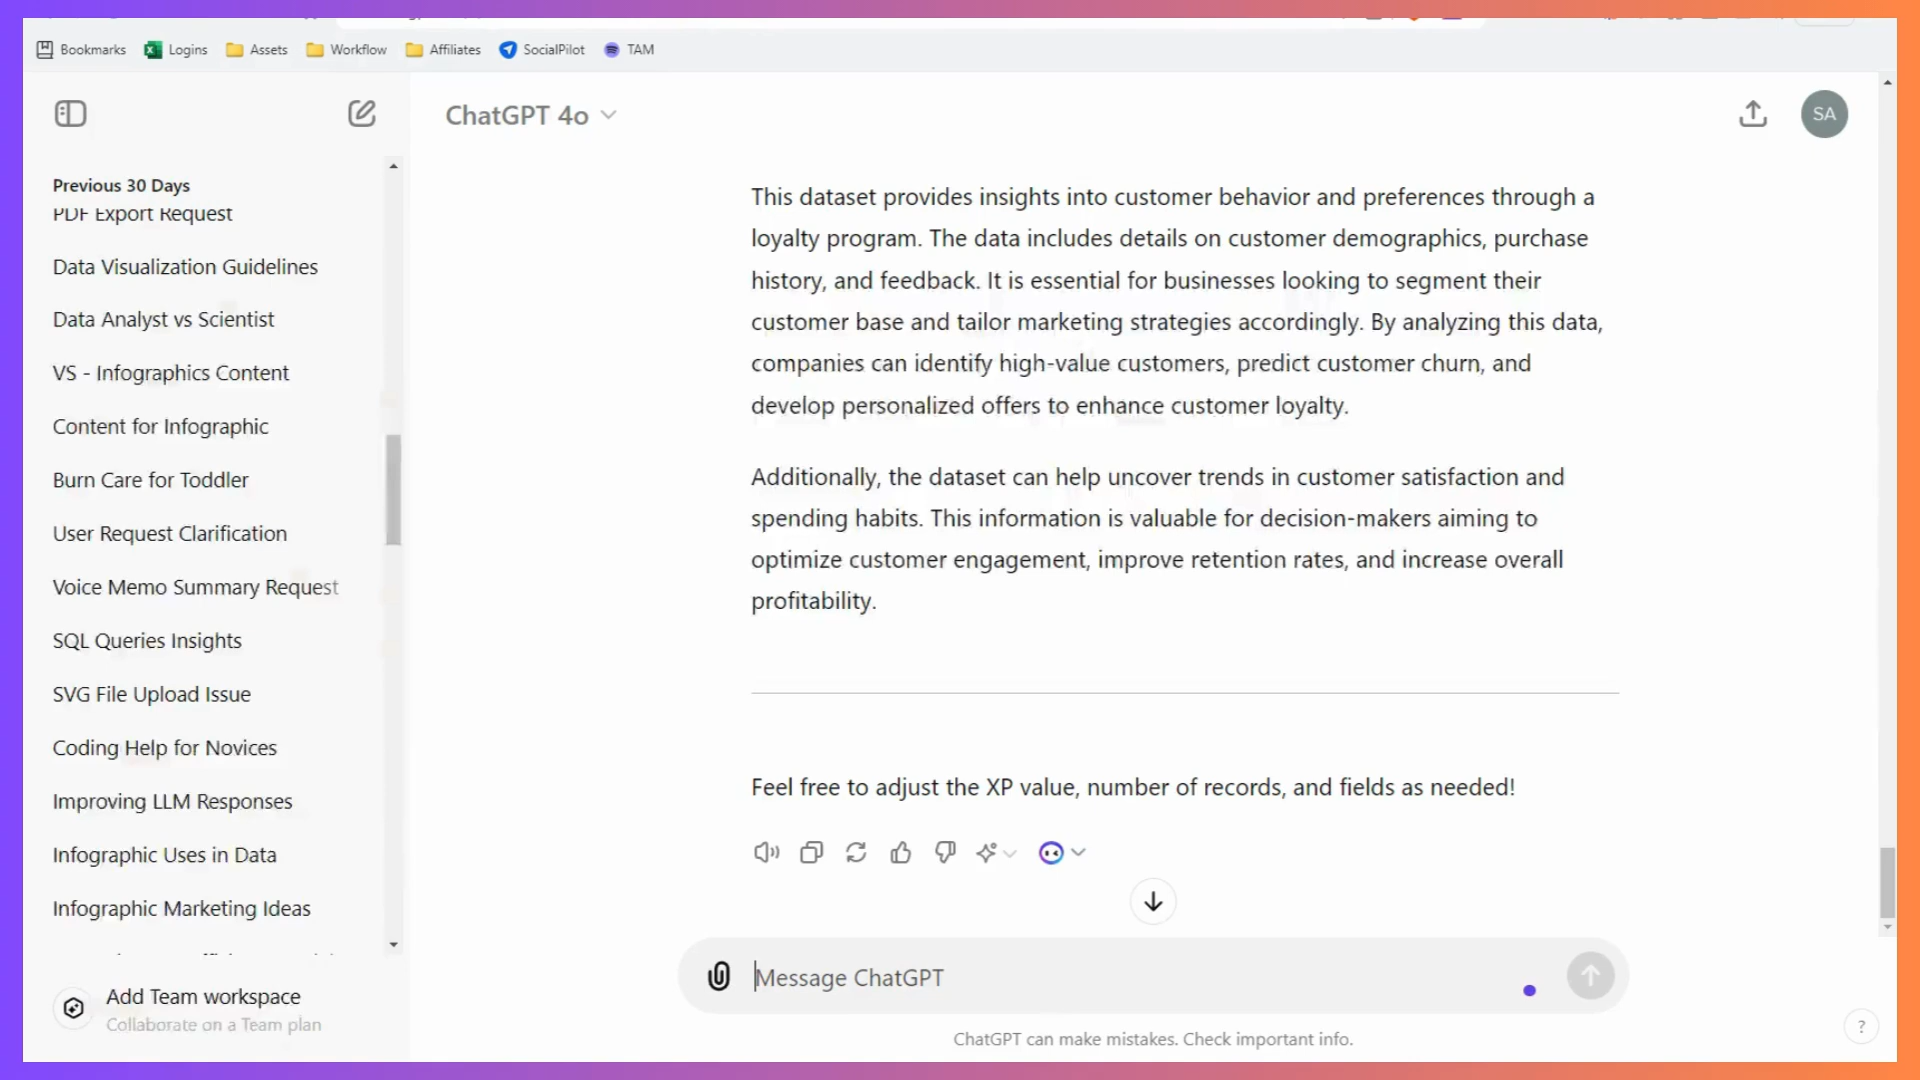 Bookmarks Logins Assets Workflow Affiliates SocialPilot TAM
ChatGPT 4o
SA
Previous 30 Days
PDF Export Request
Data Visualization Guidelines
Data Analyst vs Scientist
VS - Infographics Content
Content for Infographic
Burn Care for Toddler
User Request Clarification
Voice Memo Summary Request
SQL Queries Insights
SVG File Upload Issue
Coding Help for Novices
Improving LLM Responses
Infographic Uses in Data
Infographic Marketing Ideas
Add Team workspace
Collaborate on a Team plan
This dataset provides insights into customer behavior and preferences through a
loyalty program. The data includes details on customer demographics, purchase
history, and feedback. It is essential for businesses looking to segment their
customer base and tailor marketing strategies accordingly. By analyzing this data,
companies can identify high-value customers, predict customer churn, and
develop personalized offers to enhance customer loyalty.
Additionally, the dataset can help uncover trends in customer satisfaction and
spending habits. This information is valuable for decision-makers aiming to
optimize customer engagement, improve retention rates, and increase overall
profitability.
Feel free to adjust the XP value, number of records, and fields as needed!
Message ChatGPT
ChatGPT can make mistakes. Check important info.
?